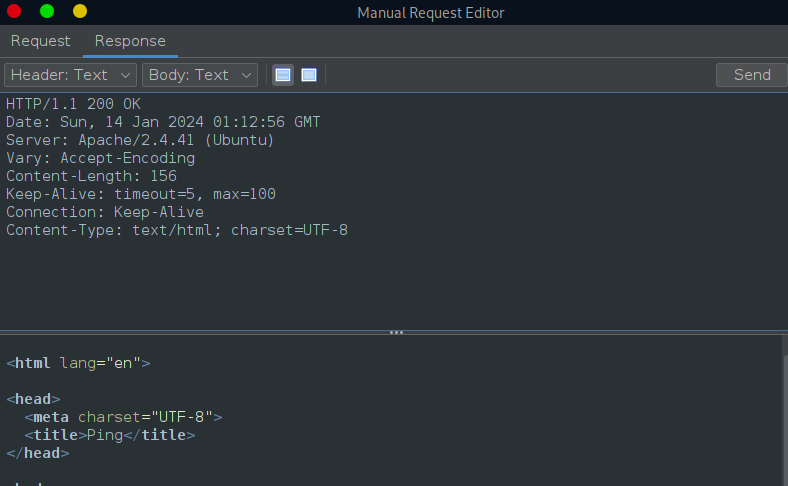 Manual Request Editor
Request Response
Header: Text Body: Text Send
HTTP/1.1 200 OK
Date: Sun, 14 Jan 2024 01:12:56 GMT
Server: Apache/2.4.41 (Ubuntu)
Vary: Accept-Encoding
Content-Length: 156
Keep-Alive: timeout=5, max=100
Connection: Keep-Alive
Content-Type: text/html; charset=UTF-8
<html lang="en">
<head>
<meta charset="UTF-8">
<title>Ping</title>
</head>